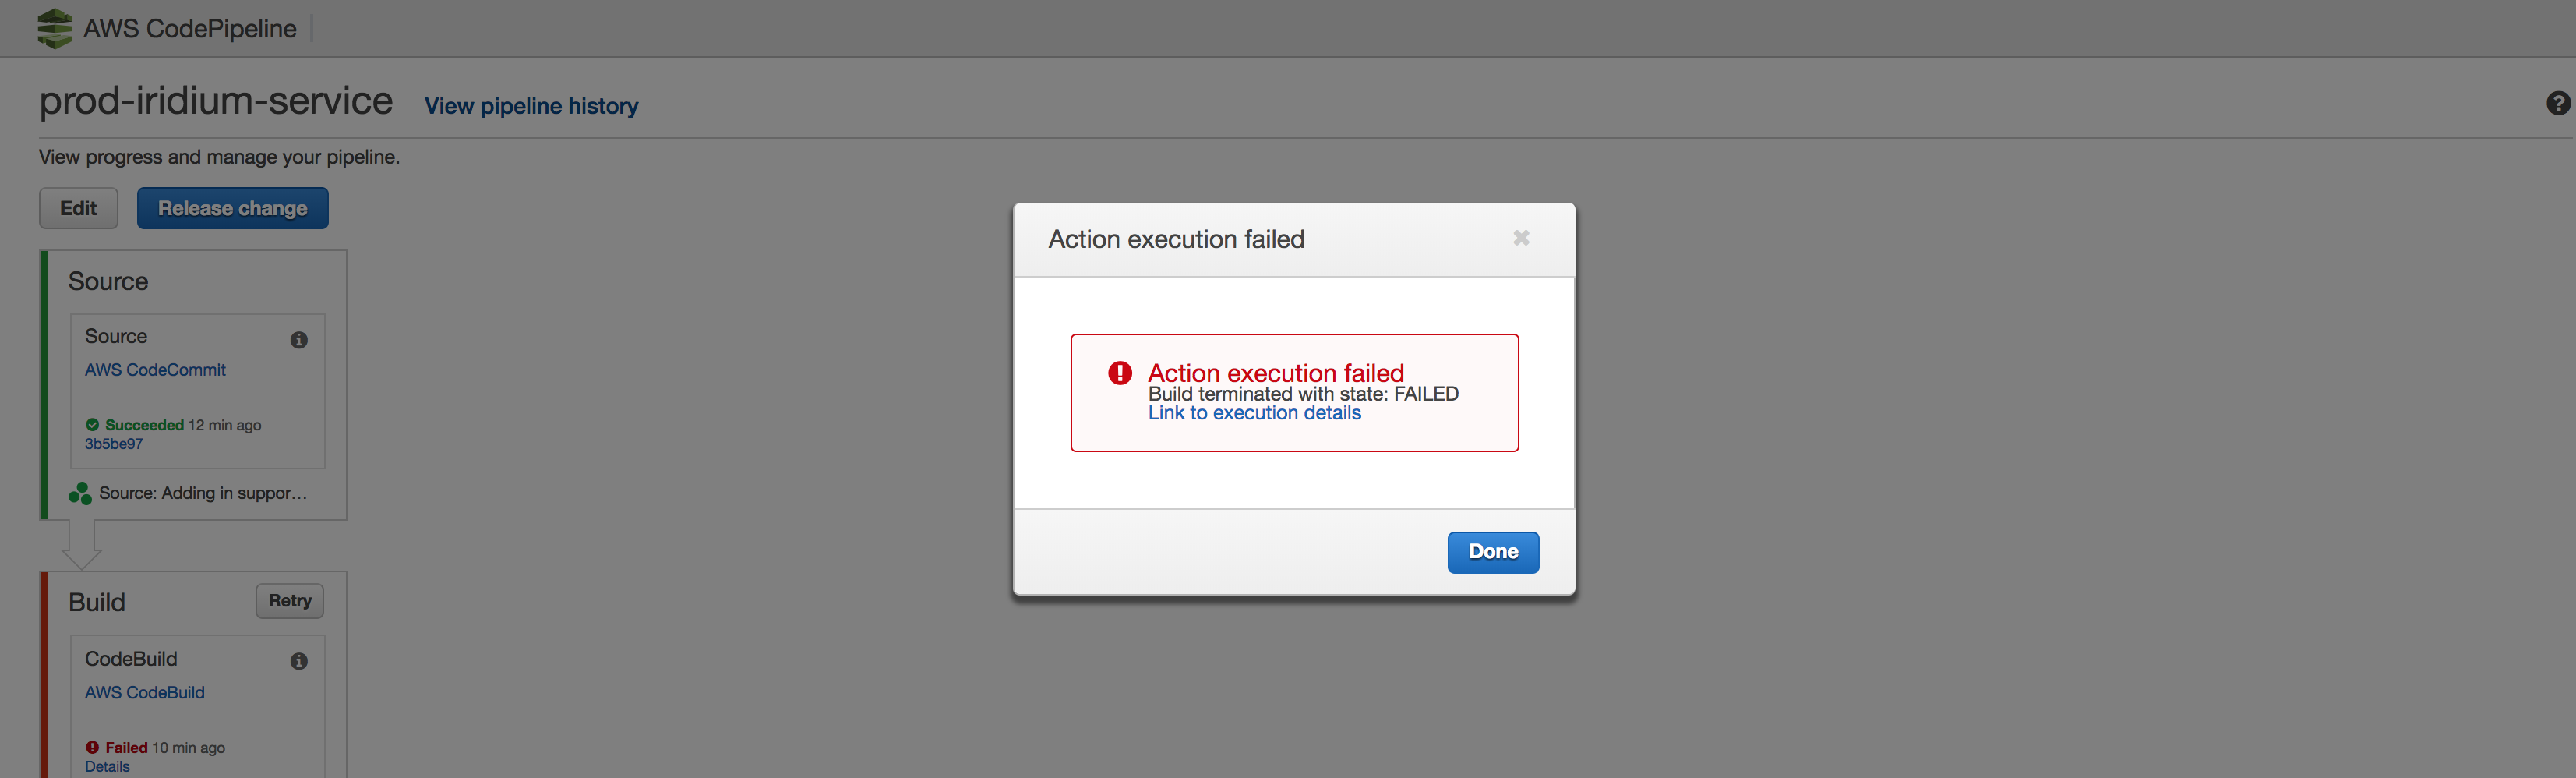 AWS CodePipeline
prod-iridium-service View pipeline history
View progress and manage your pipeline.
Edit Release change
Source
Source
AWS CodeCommit
Succeeded 12 min ago
3b5be97
Source: Adding in suppor...
Build Retry
CodeBuild
AWS CodeBuild
Failed 10 min ago
Details
Action execution failed
Action execution failed
Build terminated with state: FAILED
Link to execution details
Done